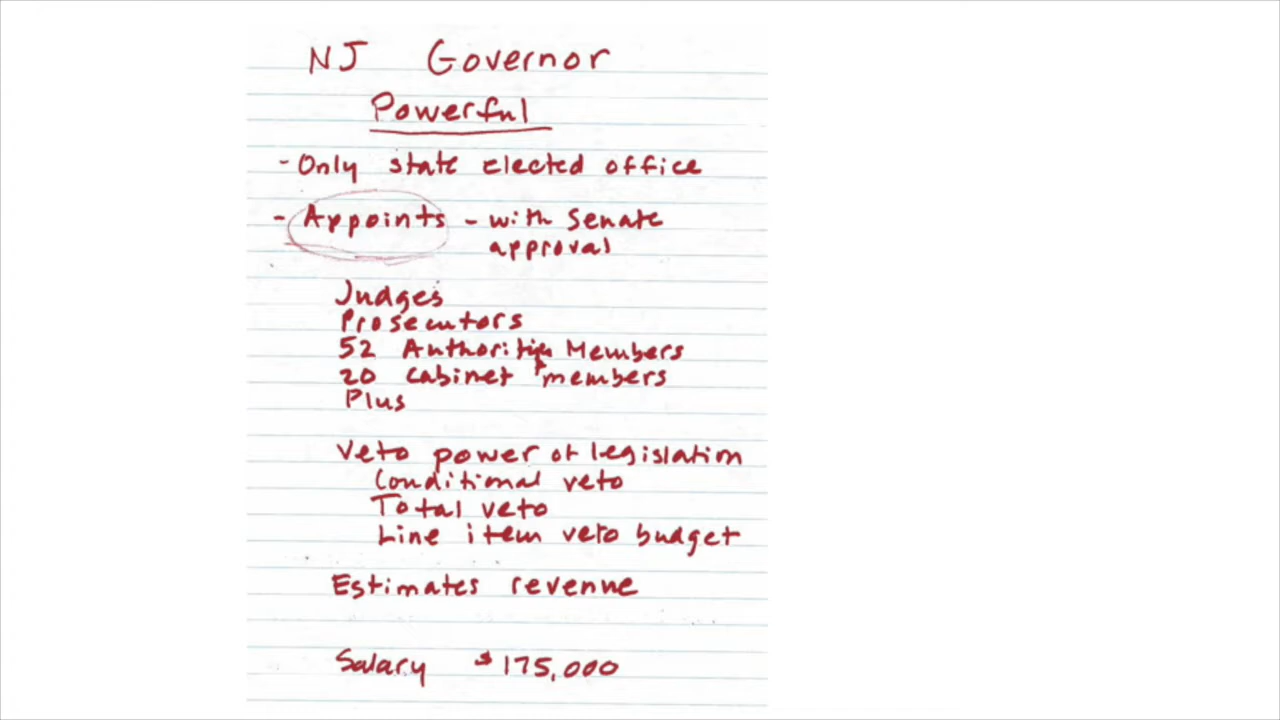 NJ Governor
Powerful
- Only state elected office
- Appoints - with Senate
approval
Judges
Prosecutors
52 Authorities Members
20 cabinet members
Plus
Veto power of legislation
Conditional veto
Total veto
Line item veto budget
Estimates revenue
Salary $175,000